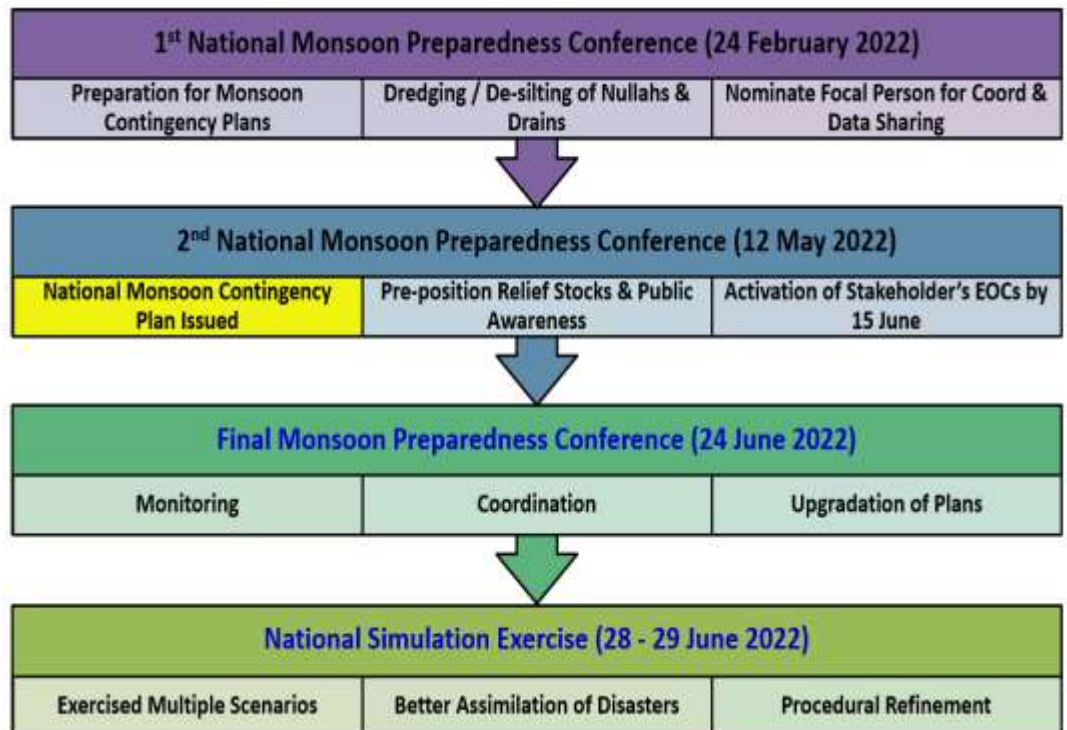 1st National Monsoon Preparedness Conference (24 February 2022)
Preparation for Monsoon
Contingency Plans
Dredging / De-silting of Nullahs &
Drains
Nominate Focal Person for Coord &
Data Sharing
2nd National Monsoon Preparedness Conference (12 May 2022)
National Monsoon Contingency
Plan Issued
Pre-position Relief Stocks & Public
Awareness
Activation of Stakeholder's EOCs by
15 June
Final Monsoon Preparedness Conference (24 June 2022)
Monitoring
Coordination
Upgradation of Plans
National Simulation Exercise (28 - 29 June 2022)
Exercised Multiple Scenarios
Better Assimilation of Disasters
Procedural Refinement